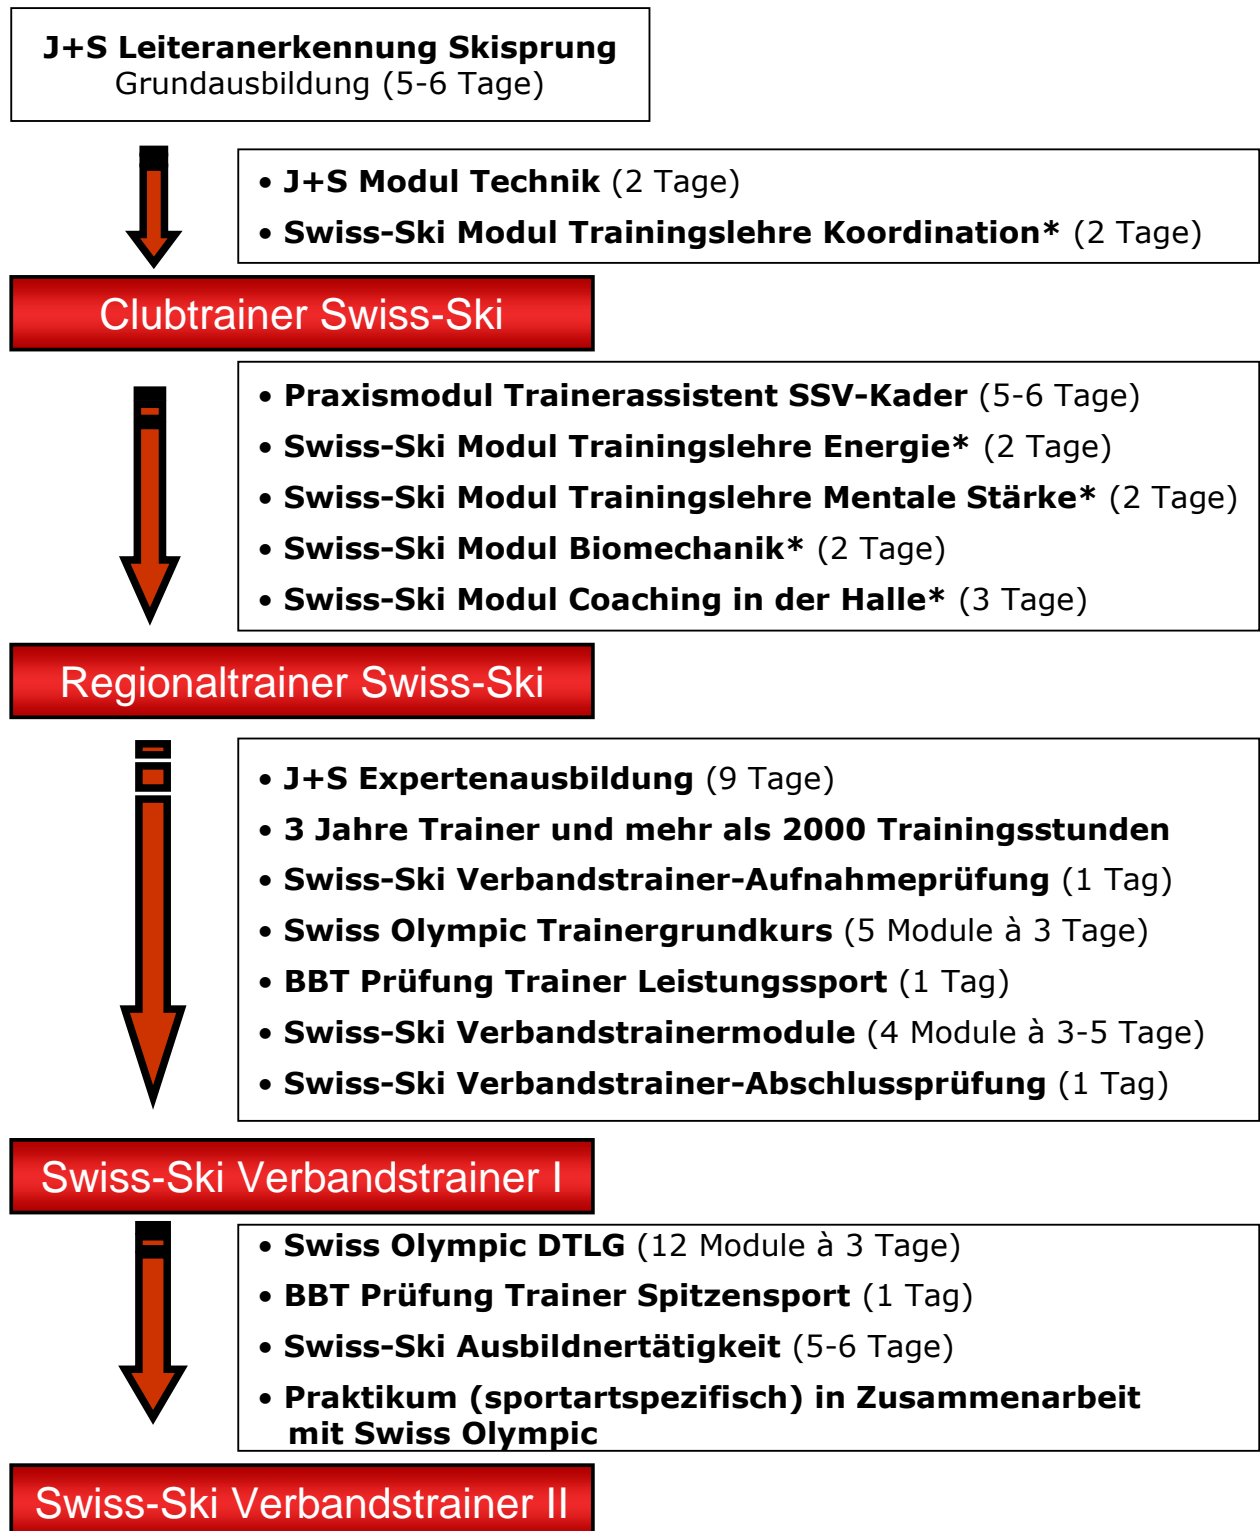 J+S Leiteranerkennung Skisprung
Grundausbildung (5-6 Tage)
• J+S Modul Technik (2 Tage)
• Swiss-Ski Modul Trainingslehre Koordination* (2 Tage)
Clubtrainer Swiss-Ski
• Praxismodul Trainerassistent SSV-Kader (5-6 Tage)
• Swiss-Ski Modul Trainingslehre Energie* (2 Tage)
• Swiss-Ski Modul Trainingslehre Mentale Stärke* (2 Tage)
• Swiss-Ski Modul Biomechanik* (2 Tage)
• Swiss-Ski Modul Coaching in der Halle* (3 Tage)
Regionaltrainer Swiss-Ski
• J+S Expertenausbildung (9 Tage)
• 3 Jahre Trainer und mehr als 2000 Trainingsstunden
• Swiss-Ski Verbandstrainer-Aufnahmeprüfung (1 Tag)
• Swiss Olympic Trainergrundkurs (5 Module à 3 Tage)
• BBT Prüfung Trainer Leistungssport (1 Tag)
• Swiss-Ski Verbandstrainermodule (4 Module à 3-5 Tage)
• Swiss-Ski Verbandstrainer-Abschlussprüfung (1 Tag)
Swiss-Ski Verbandstrainer I
• Swiss Olympic DTLG (12 Module à 3 Tage)
• BBT Prüfung Trainer Spitzensport (1 Tag)
• Swiss-Ski Ausbildnertätigkeit (5-6 Tage)
• Praktikum (sportartspezifisch) in Zusammenarbeit
mit Swiss Olympic
Swiss-Ski Verbandstrainer II